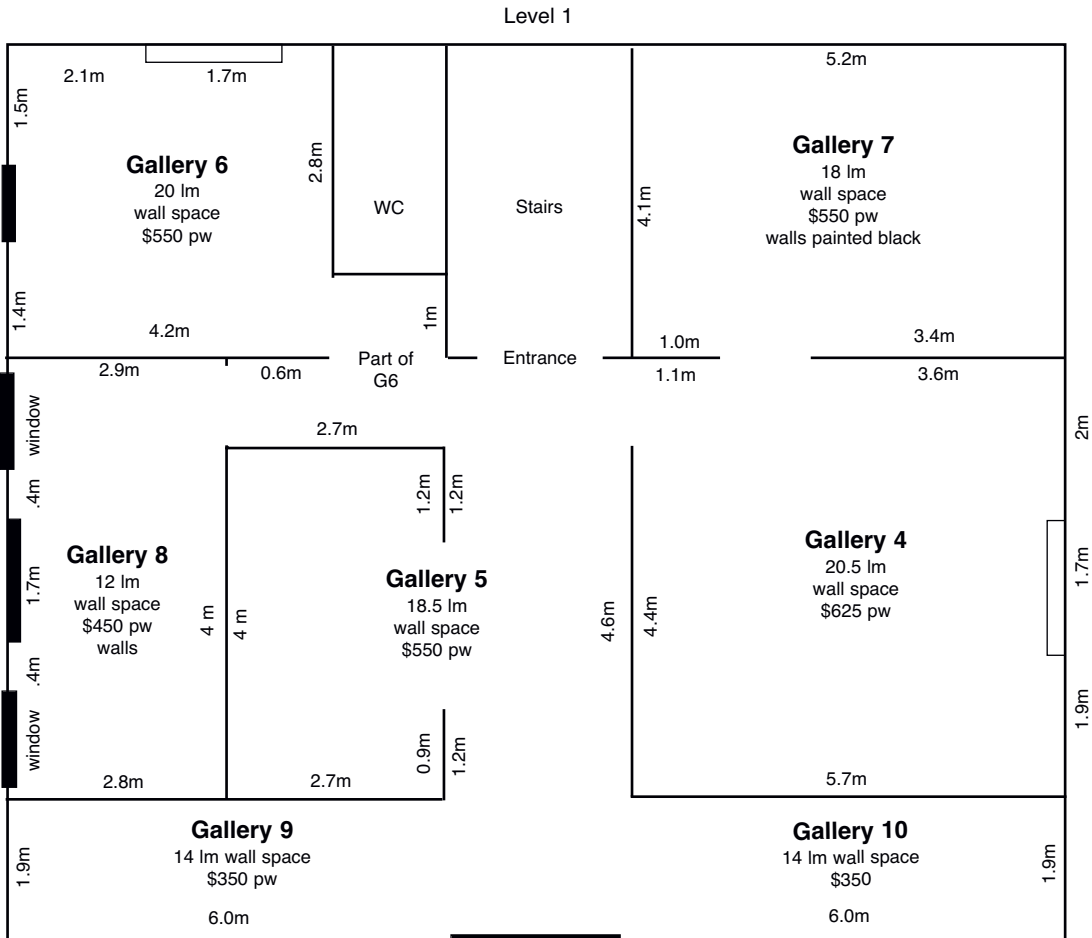 Level 1
2.1m
1.7m
1.5m
Gallery 6
20 lm
wall space
$550 pw
2.8m
1.4m
4.2m
WC
1m
Stairs
5.2m
Gallery 7
18 lm
wall space
$550 pw
walls painted black
4.1m
1.0m
3.4m
Part of
G6
Entrance
2.9m
0.6m
1.1m
3.6m
window
.4m
1.7m
.4m
window
Gallery 8
12 lm
wall space
$450 pw
walls
4 m
2.8m
2.7m
1.2m
1.2m
4 m
Gallery 5
18.5 lm
wall space
$550 pw
0.9m
1.2m
2.7m
4.6m
4.4m
Gallery 4
20.5 lm
wall space
$625 pw
2m
1.7m
1.9m
5.7m
1.9m
Gallery 9
14 lm wall space
$350 pw
6.0m
Gallery 10
14 lm wall space
$350
1.9m
6.0m